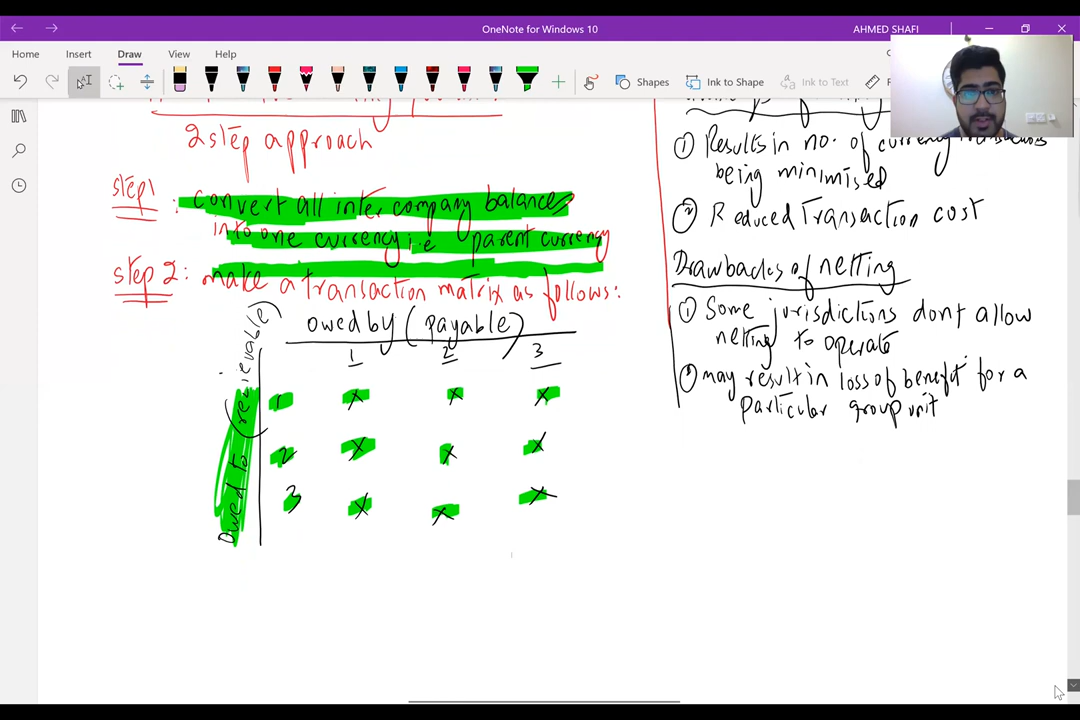 OneNote for Windows 10
AHMED SHAFI
Home
Insert
Draw
View
Help
Shapes
Ink to Shape
Ink to Text
2 step approach
step1 : convert all inter company balances
into one currency i.e parent currency
step 2: make a transaction matrix as follows:
owed by (payable)
1 2 3
Owed to
1 x x x
2 x x x
3 x x x
① Results in no. of currency
being minimised
② Reduced Transaction cost
Drawbacks of netting
① Some jurisdictions dont allow
netting to operate
② may result in loss of benefit for a
particular group unit